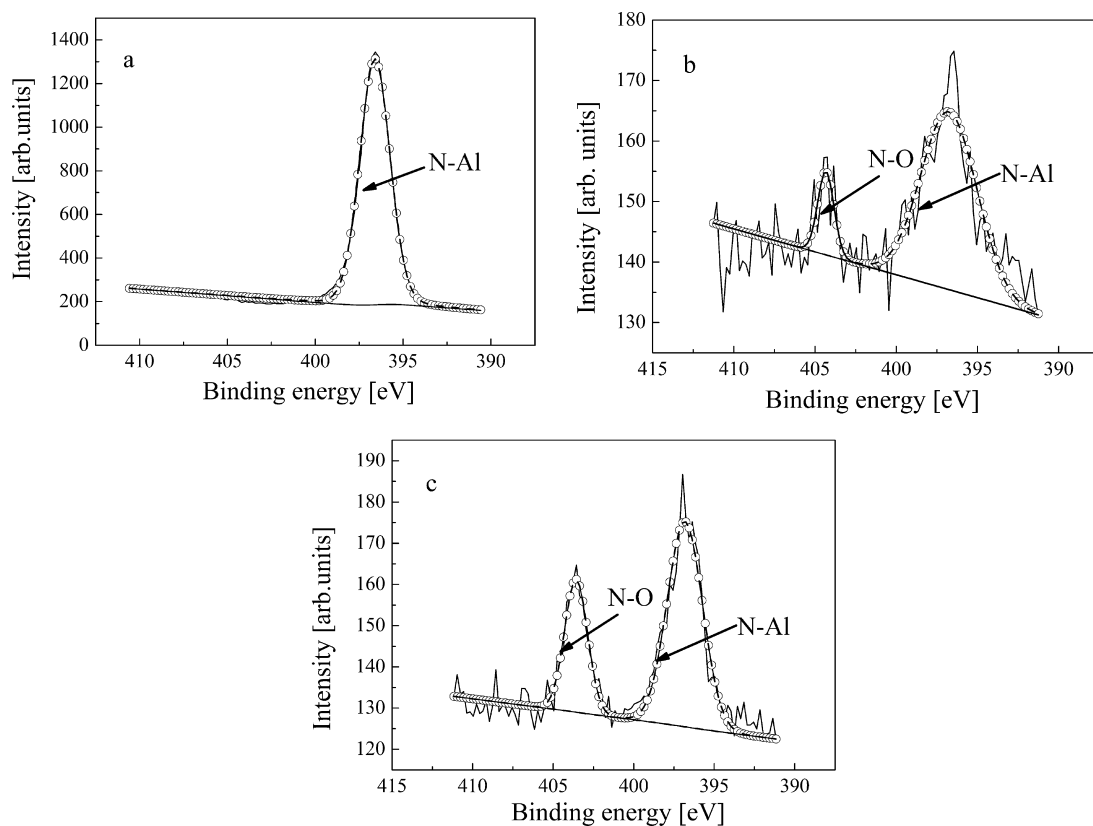 a
1400
1200
1000
800
600
400
200
0
Intensity [arb.units]
N-Al
410
405
400
395
390
Binding energy [eV]
b
180
170
160
150
140
130
Intensity [arb. units]
N-O
N-Al
415
410
405
400
395
390
Binding energy [eV]
c
190
180
170
160
150
140
130
120
Intensity [arb.units]
N-O
N-Al
415
410
405
400
395
390
Binding energy [eV]